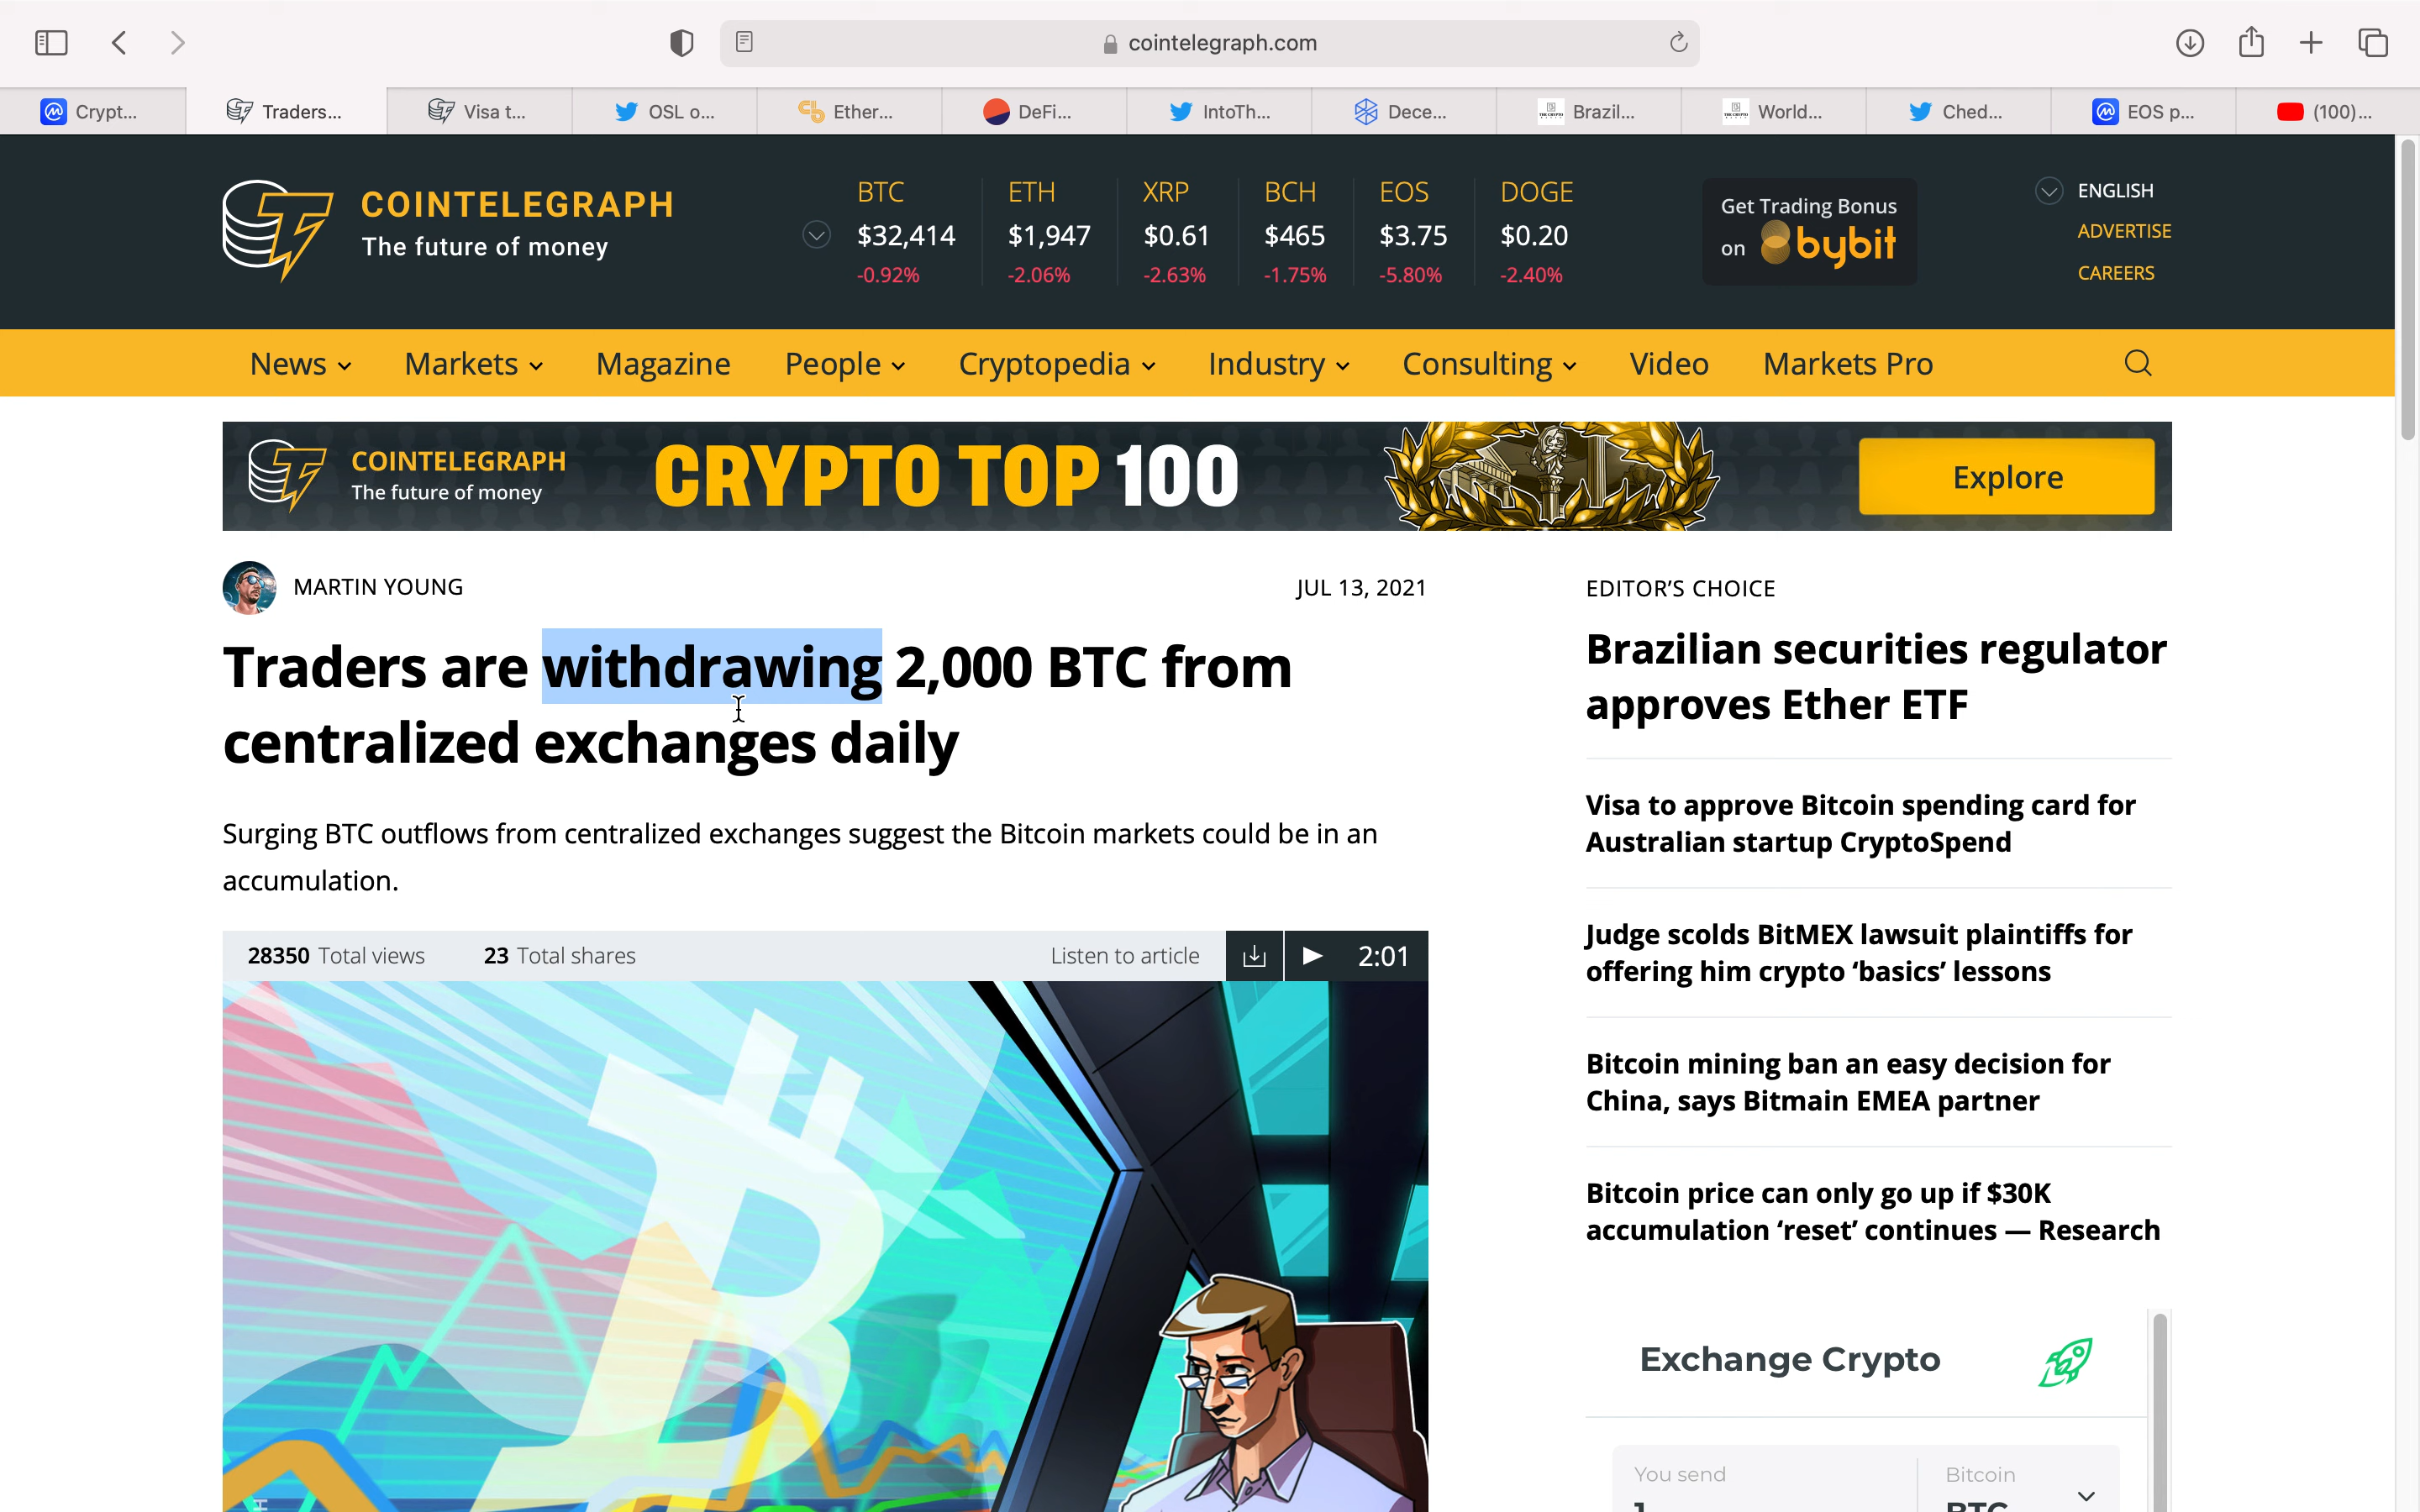 cointelegraph.com
Crypt...
Traders...
Visa t...
OSL o...
Ether...
DeFi...
IntoTh...
Dece...
Brazil...
World...
Ched...
EOS p...
(100)...
COINTELEGRAPH
The future of money
BTC
$32,414
-0.92%
ETH
$1,947
-2.06%
XRP
$0.61
-2.63%
BCH
$465
-1.75%
EOS
$3.75
-5.80%
DOGE
$0.20
-2.40%
Get Trading Bonus
on bybit
ENGLISH
ADVERTISE
CAREERS
News
Markets
Magazine
People
Cryptopedia
Industry
Consulting
Video
Markets Pro
COINTELEGRAPH
The future of money
CRYPTO TOP 100
Explore
MARTIN YOUNG
JUL 13, 2021
Traders are withdrawing 2,000 BTC from
centralized exchanges daily
Surging BTC outflows from centralized exchanges suggest the Bitcoin markets could be in an
accumulation.
28350 Total views
23 Total shares
Listen to article
2:01
EDITOR'S CHOICE
Brazilian securities regulator
approves Ether ETF
Visa to approve Bitcoin spending card for
Australian startup CryptoSpend
Judge scolds BitMEX lawsuit plaintiffs for
offering him crypto ‘basics’ lessons
Bitcoin mining ban an easy decision for
China, says Bitmain EMEA partner
Bitcoin price can only go up if $30K
accumulation ‘reset’ continues — Research
Exchange Crypto
You send
1
Bitcoin
BTC